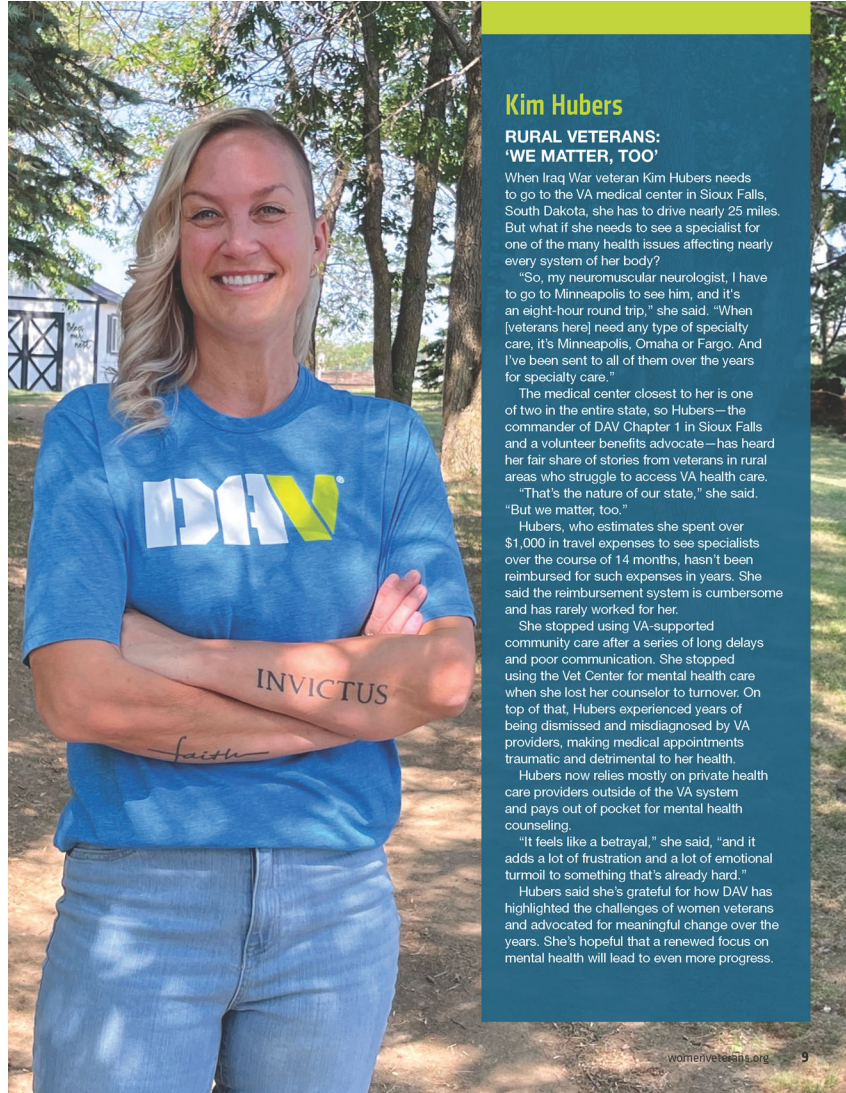 Kim Hubers
RURAL VETERANS:
‘WE MATTER, TOO’
When Iraq War veteran Kim Hubers needs
to go to the VA medical center in Sioux Falls,
South Dakota, she has to drive nearly 25 miles.
But what if she needs to see a specialist for
one of the many health issues affecting nearly
every system of her body?
“So, my neuromuscular neurologist, I have
to go to Minneapolis to see him, and it's
an eight-hour round trip,” she said. “When
[veterans here] need any type of specialty
care, it’s Minneapolis, Omaha or Fargo. And
I’ve been sent to all of them over the years
for specialty care.”
The medical center closest to her is one
of two in the entire state, so Hubers—the
commander of DAV Chapter 1 in Sioux Falls
and a volunteer benefits advocate—has heard
her fair share of stories from veterans in rural
areas who struggle to access VA health care.
“That’s the nature of our state,” she said.
“But we matter, too.”
Hubers, who estimates she spent over
$1,000 in travel expenses to see specialists
over the course of 14 months, hasn’t been
reimbursed for such expenses in years. She
said the reimbursement system is cumbersome
and has rarely worked for her.
She stopped using VA-supported
community care after a series of long delays
and poor communication. She stopped
using the Vet Center for mental health care
when she lost her counselor to turnover. On
top of that, Hubers experienced years of
being dismissed and misdiagnosed by VA
providers, making medical appointments
traumatic and detrimental to her health.
Hubers now relies mostly on private health
care providers outside of the VA system
and pays out of pocket for mental health
counseling.
“It feels like a betrayal,” she said, “and it
adds a lot of frustration and a lot of emotional
turmoil to something that’s already hard.”
Hubers said she’s grateful for how DAV has
highlighted the challenges of women veterans
and advocated for meaningful change over the
years. She’s hopeful that a renewed focus on
mental health will lead to even more progress.
bless
our
nest
DAV®
INVICTUS
faith
womenveterans.org 9